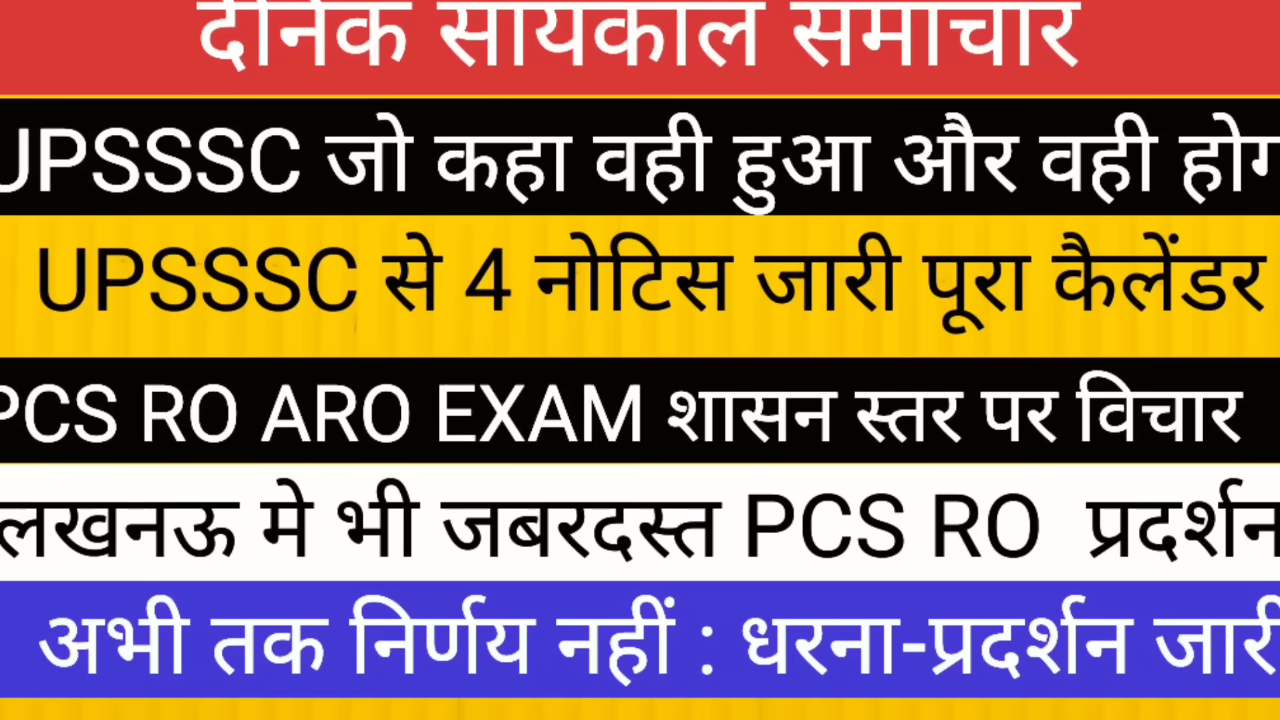 दैनिक सायंकाल समाचार
UPSSSC जो कहा वही हुआ और वही होग
UPSSSC से 4 नोटिस जारी पूरा कैलेंडर
PCS RO ARO EXAM शासन स्तर पर विचार
लखनऊ मे भी जबरदस्त PCS RO प्रदर्शन
अभी तक निर्णय नहीं : धरना-प्रदर्शन जारी